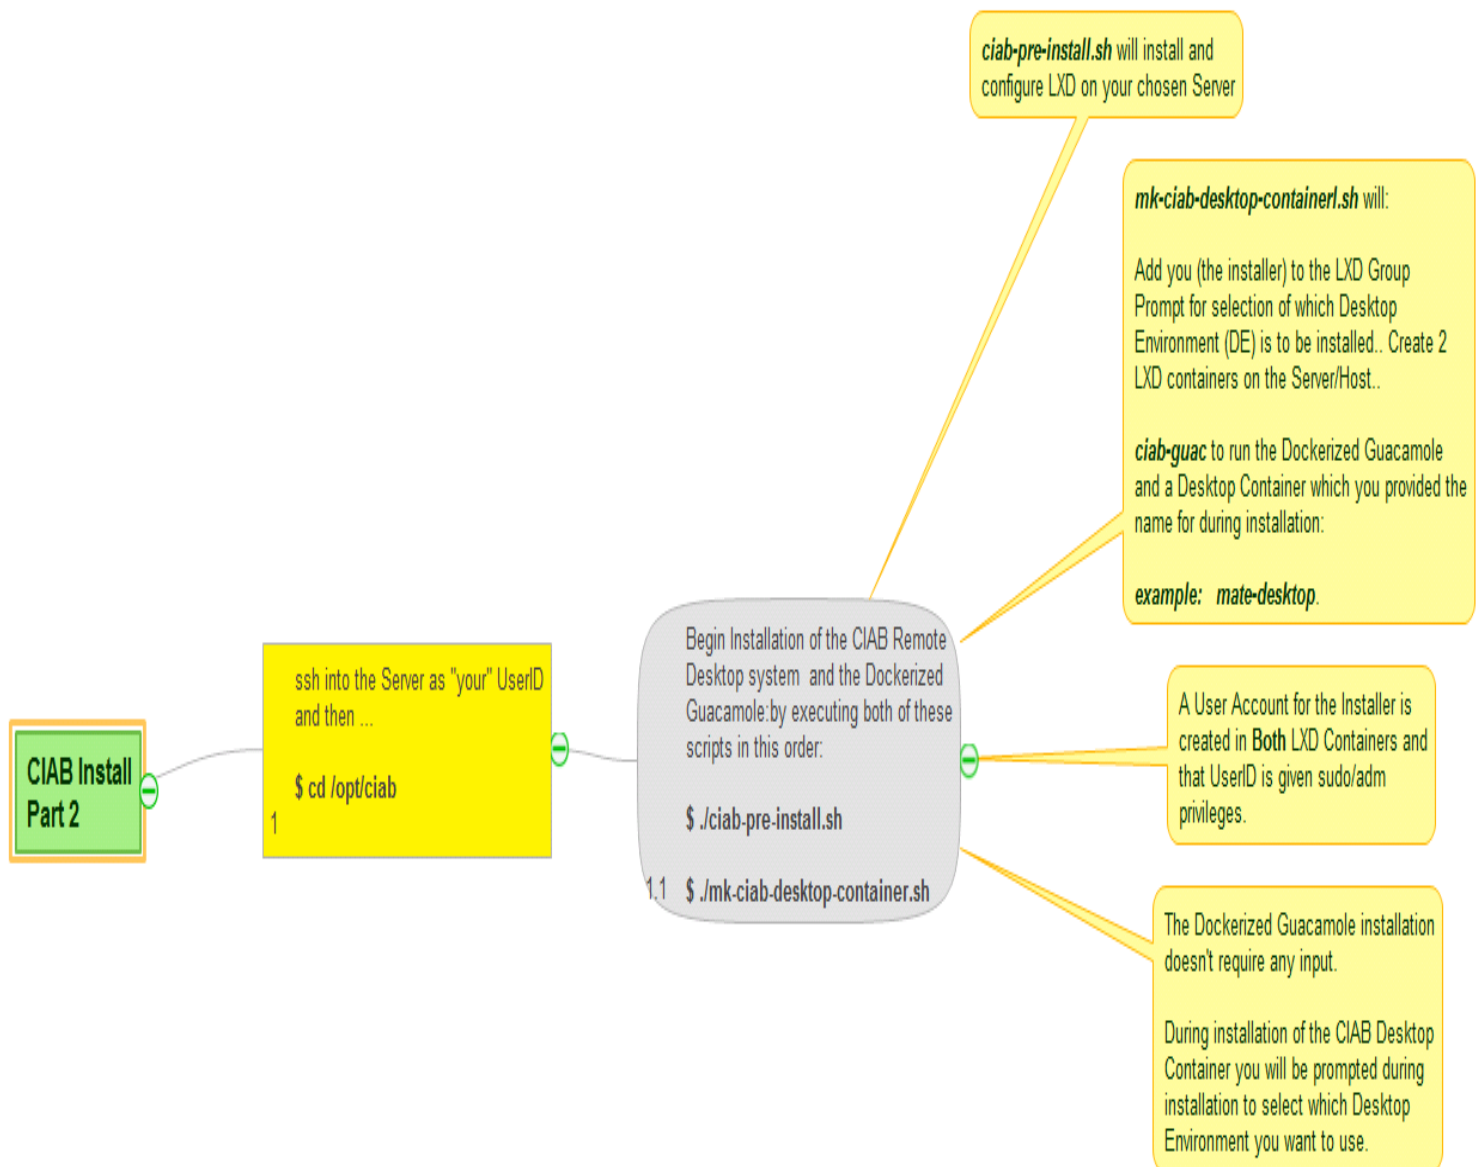 CIAB Install
Part 2
ssh into the Server as "your" UserID
and then ...
$ cd /opt/ciab
1
Begin Installation of the CIAB Remote
Desktop system  and the Dockerized
Guacamole:by executing both of these
scripts in this order:
$ ./ciab-pre-install.sh
1.1 $ ./mk-ciab-desktop-container.sh
ciab-pre-install.sh will install and
configure LXD on your chosen Server
mk-ciab-desktop-containerl.sh will:
Add you (the installer) to the LXD Group
Prompt for selection of which Desktop
Environment (DE) is to be installed.. Create 2
LXD containers on the Server/Host..
ciab-guac to run the Dockerized Guacamole
and a Desktop Container which you provided the
name for during installation:
example:   mate-desktop.
A User Account for the Installer is
created in Both LXD Containers and
that UserID is given sudo/adm
privileges.
The Dockerized Guacamole installation
doesn't require any input.
During installation of the CIAB Desktop
Container you will be prompted during
installation to select which Desktop
Environment you want to use.